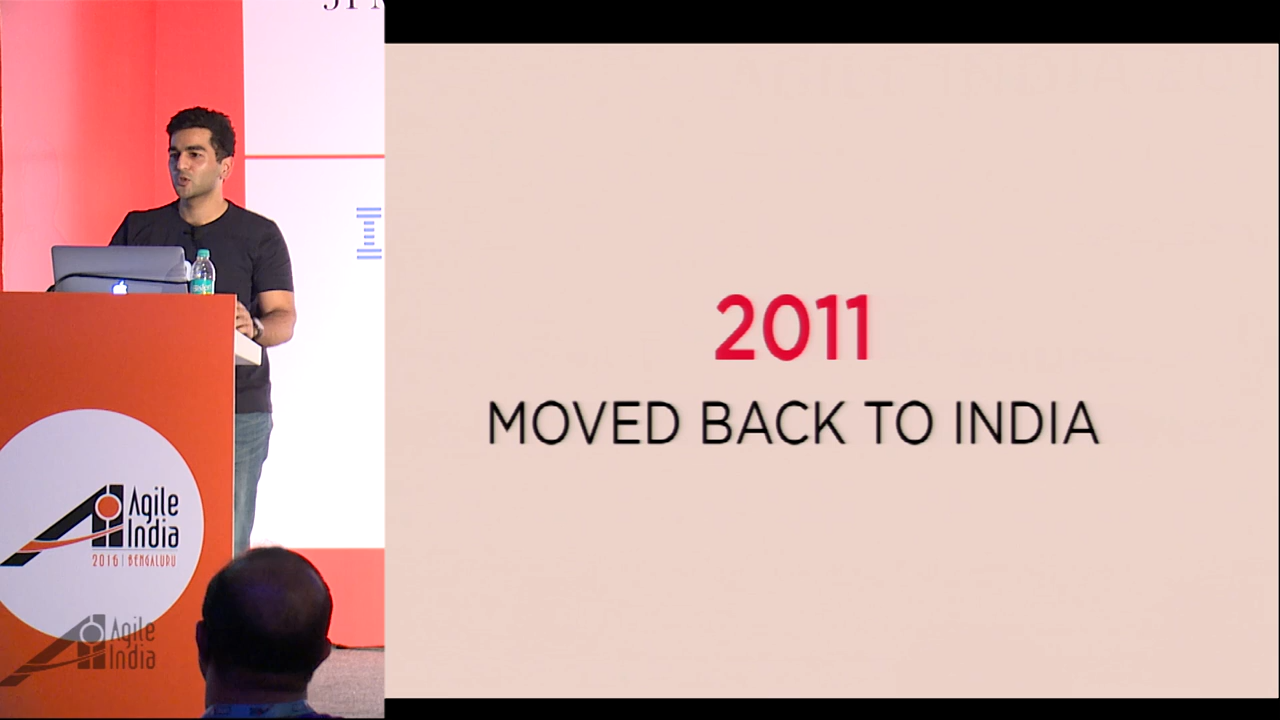 2011
MOVED BACK TO INDIA
Agile
India
2016 | BENGALURU
Agile
India